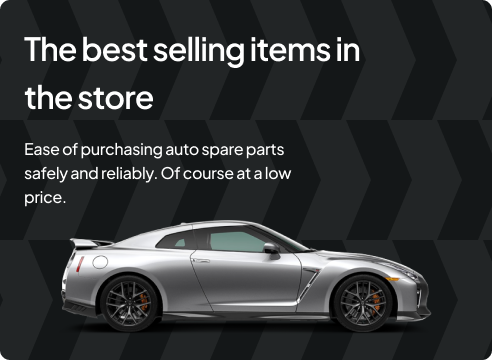 The best selling items in
the store
Ease of purchasing auto spare parts
safely and reliably. Of course at a low
price.